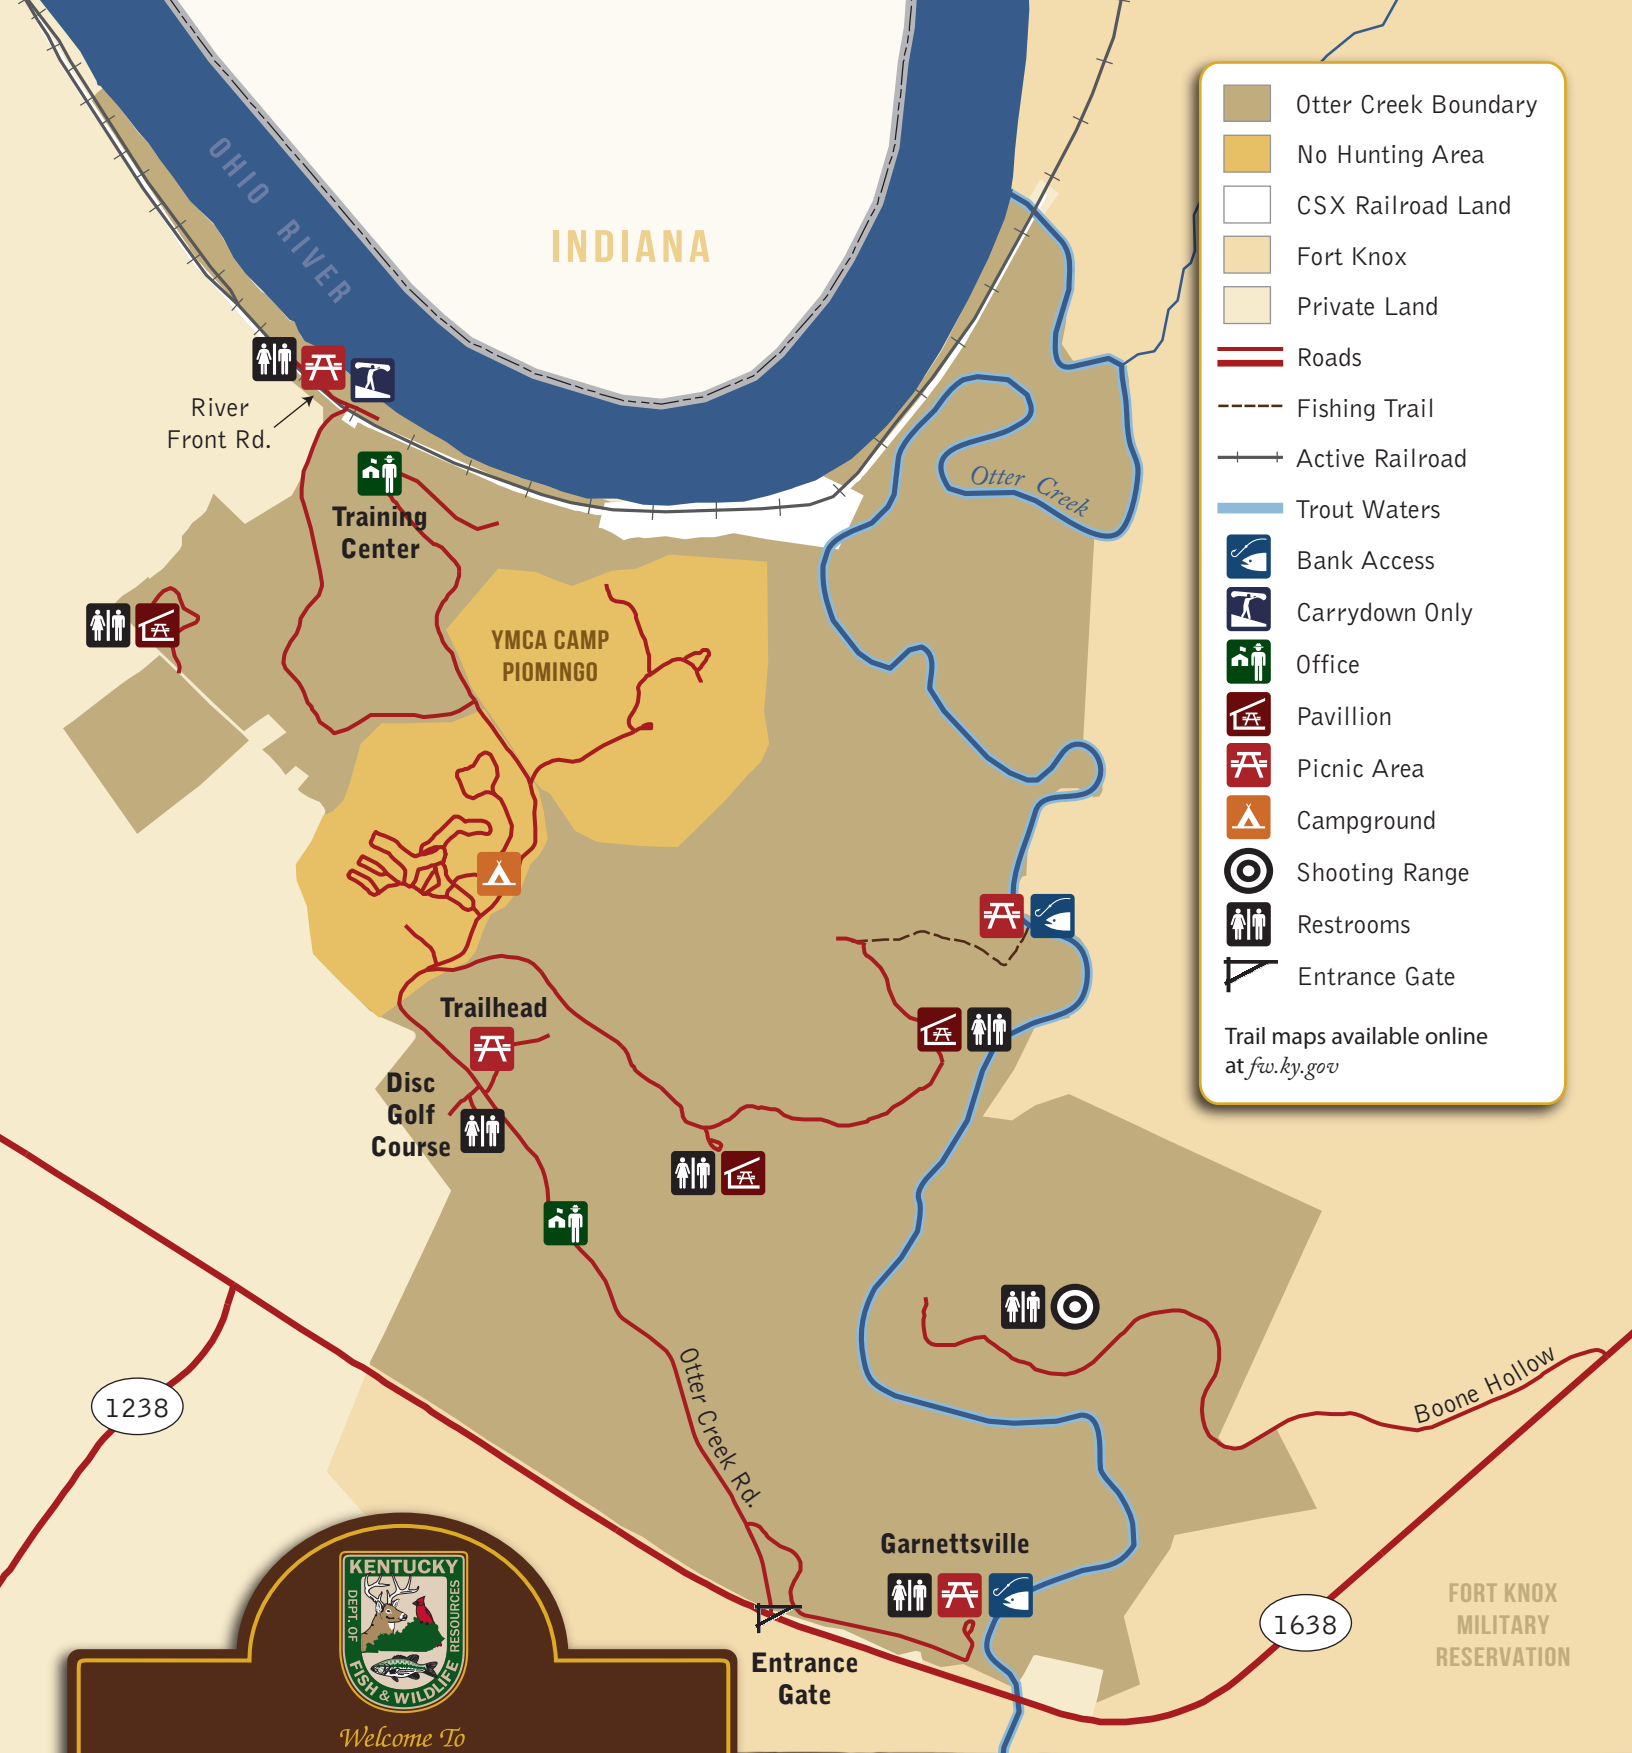 OHIO RIVER
INDIANA
River
Front Rd.
Training
Center
Otter Creek
YMCA CAMP
PIOMINGO
Trailhead
Disc
Golf
Course
Otter Creek Rd.
Boone Hollow
1238
Garnettsville
Entrance
Gate
1638
FORT KNOX
MILITARY
RESERVATION
Otter Creek Boundary
No Hunting Area
CSX Railroad Land
Fort Knox
Private Land
Roads
Fishing Trail
Active Railroad
Trout Waters
Bank Access
Carrydown Only
Office
Pavillion
Picnic Area
Campground
Shooting Range
Restrooms
Entrance Gate
Trail maps available online
at fw.ky.gov
KENTUCKY
DEPT. OF
FISH & WILDLIFE
RESOURCES
Welcome To